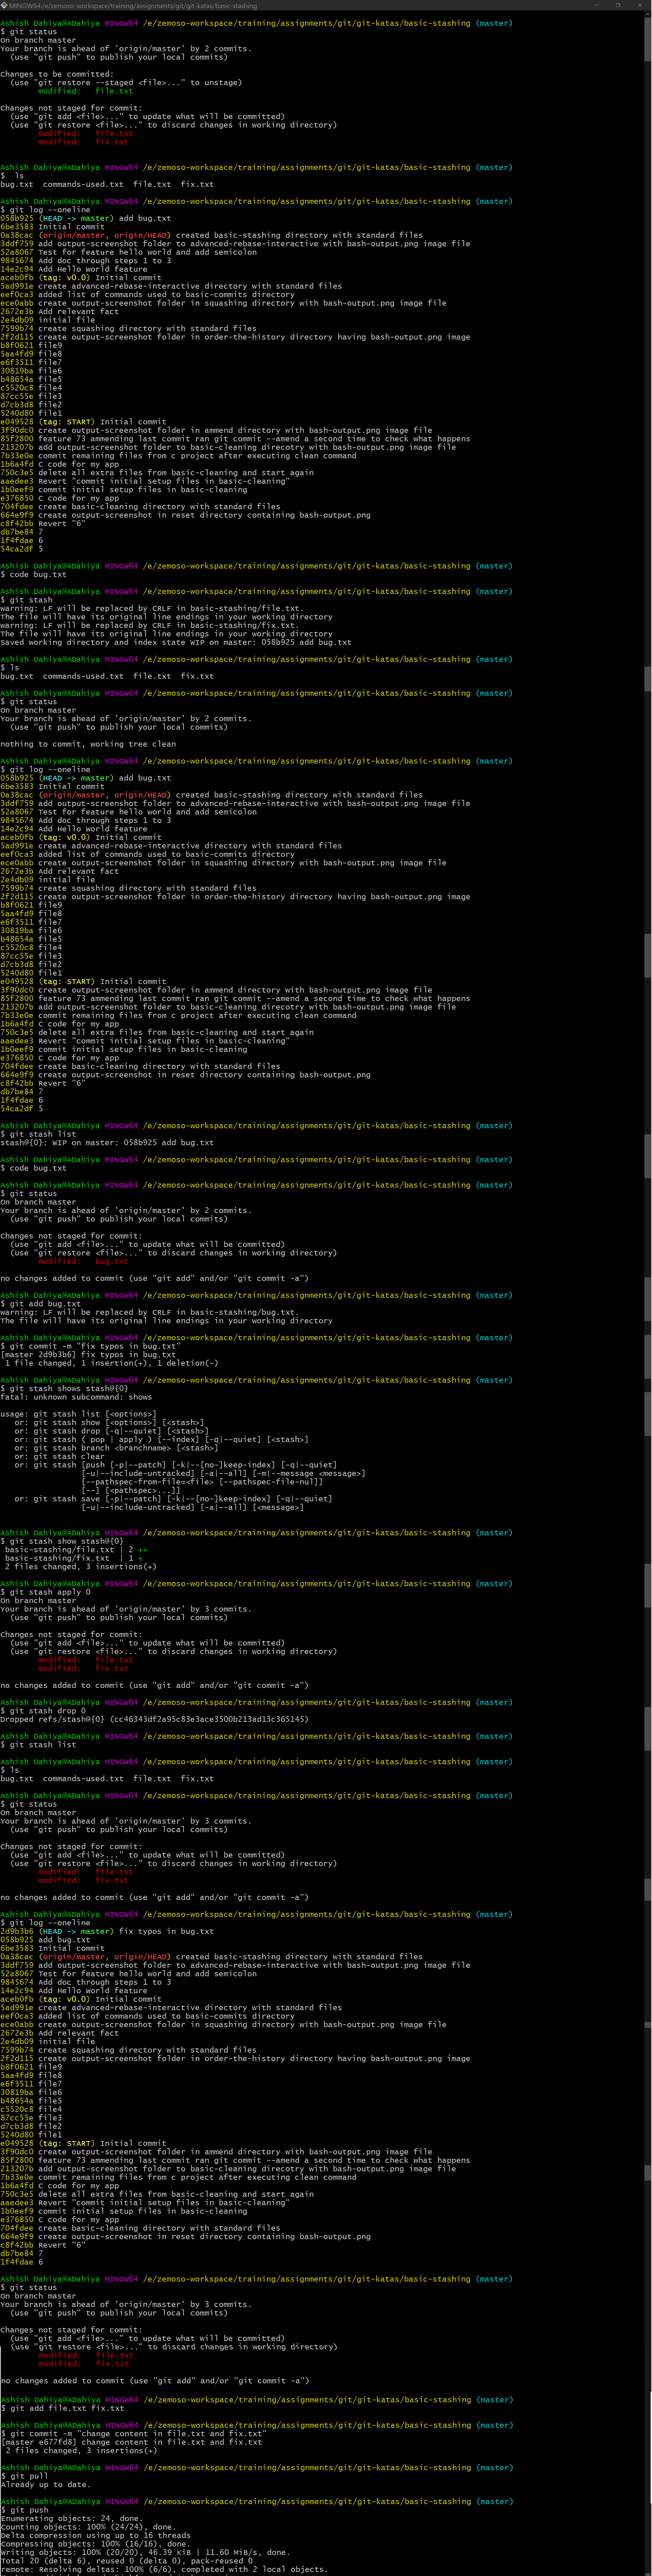 MINGW64:/e/zemoso-workspace/training/assignments/git/git-katas/basic-stashing
Ashish Dahiya@ADahiya MINGW64 /e/zemoso-workspace/training/assignments/git/git-katas/basic-stashing (master)
$ git status
On branch master
Your branch is ahead of 'origin/master' by 2 commits.
  (use "git push" to publish your local commits)
Changes to be committed:
  (use "git restore --staged <file>..." to unstage)
        modified:   file.txt
Changes not staged for commit:
  (use "git add <file>..." to update what will be committed)
  (use "git restore <file>..." to discard changes in working directory)
        modified:   file.txt
        modified:   fix.txt
Ashish Dahiya@ADahiya MINGW64 /e/zemoso-workspace/training/assignments/git/git-katas/basic-stashing (master)
$  ls
bug.txt  commands-used.txt  file.txt  fix.txt
Ashish Dahiya@ADahiya MINGW64 /e/zemoso-workspace/training/assignments/git/git-katas/basic-stashing (master)
$ git log --oneline
058b925 (HEAD -> master) add bug.txt
6be3583 Initial commit
0a38cac (origin/master, origin/HEAD) created basic-stashing directory with standard files
3ddf759 add output-screenshot folder to advanced-rebase-interactive with bash-output.png image file
52a8067 Test for feature hello world and add semicolon
9845674 Add doc through steps 1 to 3
14e2c94 Add Hello World feature
aceb0fb (tag: v0.0) Initial commit
5ad991e create advanced-rebase-interactive directory with standard files
eef0ca3 added list of commands used to basic-commits directory
ece0abb create output-screenshot folder in squashing directory with bash-output.png image file
2672e3b Add relevant fact
2e4db09 initial file
7599b74 create squashing directory with standard files
2f2d115 create output-screenshot folder in order-the-history directory having bash-output.png image
b8f0621 file9
5aa4fd9 file8
e6f3511 file7
30819ba file6
b48654a file5
c5520c8 file4
87cc55e file3
d7cb3d8 file2
5240d80 file1
e049528 (tag: START) Initial commit
3f90dc0 create output-screenshot folder in ammend directory with bash-output.png image file
85f2800 feature 73 ammending last commit ran git commit --amend a second time to check what happens
213207b add output-screenshot folder to basic-cleaning direcotry with bash-output.png image file
7b33e0e commit remaining files from c project after executing clean command
1b6a4fd C code for my app
750c3e5 delete all extra files from basic-cleaning and start again
aaedee3 Revert "commit initial setup files in basic-cleaning"
1b0eef9 commit initial setup files in basic-cleaning
e376850 C code for my app
704fdee create basic-cleaning directory with standard files
664e9f9 create output-screenshot in reset directory containing bash-output.png
c8f42bb Revert "6"
db7be84 7
1f4fdae 6
54ca2df 5
Ashish Dahiya@ADahiya MINGW64 /e/zemoso-workspace/training/assignments/git/git-katas/basic-stashing (master)
$ code bug.txt
Ashish Dahiya@ADahiya MINGW64 /e/zemoso-workspace/training/assignments/git/git-katas/basic-stashing (master)
$ git stash
warning: LF will be replaced by CRLF in basic-stashing/file.txt.
The file will have its original line endings in your working directory
warning: LF will be replaced by CRLF in basic-stashing/fix.txt.
The file will have its original line endings in your working directory
Saved working directory and index state WIP on master: 058b925 add bug.txt
Ashish Dahiya@ADahiya MINGW64 /e/zemoso-workspace/training/assignments/git/git-katas/basic-stashing (master)
$ ls
bug.txt  commands-used.txt  file.txt  fix.txt
Ashish Dahiya@ADahiya MINGW64 /e/zemoso-workspace/training/assignments/git/git-katas/basic-stashing (master)
$ git status
On branch master
Your branch is ahead of 'origin/master' by 2 commits.
  (use "git push" to publish your local commits)
nothing to commit, working tree clean
Ashish Dahiya@ADahiya MINGW64 /e/zemoso-workspace/training/assignments/git/git-katas/basic-stashing (master)
$ git log --oneline
058b925 (HEAD -> master) add bug.txt
6be3583 Initial commit
0a38cac (origin/master, origin/HEAD) created basic-stashing directory with standard files
3ddf759 add output-screenshot folder to advanced-rebase-interactive with bash-output.png image file
52a8067 Test for feature hello world and add semicolon
9845674 Add doc through steps 1 to 3
14e2c94 Add Hello World feature
aceb0fb (tag: v0.0) Initial commit
5ad991e create advanced-rebase-interactive directory with standard files
eef0ca3 added list of commands used to basic-commits directory
ece0abb create output-screenshot folder in squashing directory with bash-output.png image file
2672e3b Add relevant fact
2e4db09 initial file
7599b74 create squashing directory with standard files
2f2d115 create output-screenshot folder in order-the-history directory having bash-output.png image
b8f0621 file9
5aa4fd9 file8
e6f3511 file7
30819ba file6
b48654a file5
c5520c8 file4
87cc55e file3
d7cb3d8 file2
5240d80 file1
e049528 (tag: START) Initial commit
3f90dc0 create output-screenshot folder in ammend directory with bash-output.png image file
85f2800 feature 73 ammending last commit ran git commit --amend a second time to check what happens
213207b add output-screenshot folder to basic-cleaning direcotry with bash-output.png image file
7b33e0e commit remaining files from c project after executing clean command
1b6a4fd C code for my app
750c3e5 delete all extra files from basic-cleaning and start again
aaedee3 Revert "commit initial setup files in basic-cleaning"
1b0eef9 commit initial setup files in basic-cleaning
e376850 C code for my app
704fdee create basic-cleaning directory with standard files
664e9f9 create output-screenshot in reset directory containing bash-output.png
c8f42bb Revert "6"
db7be84 7
1f4fdae 6
54ca2df 5
Ashish Dahiya@ADahiya MINGW64 /e/zemoso-workspace/training/assignments/git/git-katas/basic-stashing (master)
$ git stash list
stash@{0}: WIP on master: 058b925 add bug.txt
Ashish Dahiya@ADahiya MINGW64 /e/zemoso-workspace/training/assignments/git/git-katas/basic-stashing (master)
$ code bug.txt
Ashish Dahiya@ADahiya MINGW64 /e/zemoso-workspace/training/assignments/git/git-katas/basic-stashing (master)
$ git status
On branch master
Your branch is ahead of 'origin/master' by 2 commits.
  (use "git push" to publish your local commits)
Changes not staged for commit:
  (use "git add <file>..." to update what will be committed)
  (use "git restore <file>..." to discard changes in working directory)
        modified:   bug.txt
no changes added to commit (use "git add" and/or "git commit -a")
Ashish Dahiya@ADahiya MINGW64 /e/zemoso-workspace/training/assignments/git/git-katas/basic-stashing (master)
$ git add bug.txt
warning: LF will be replaced by CRLF in basic-stashing/bug.txt.
The file will have its original line endings in your working directory
Ashish Dahiya@ADahiya MINGW64 /e/zemoso-workspace/training/assignments/git/git-katas/basic-stashing (master)
$ git commit -m "fix typos in bug.txt"
[master 2d9b3b6] fix typos in bug.txt
 1 file changed, 1 insertion(+), 1 deletion(-)
Ashish Dahiya@ADahiya MINGW64 /e/zemoso-workspace/training/assignments/git/git-katas/basic-stashing (master)
$ git stash shows stash@{0}
fatal: unknown subcommand: shows
usage: git stash list [<options>]
   or: git stash show [<options>] [<stash>]
   or: git stash drop [-q|--quiet] [<stash>]
   or: git stash ( pop | apply ) [--index] [-q|--quiet] [<stash>]
   or: git stash branch <branchname> [<stash>]
   or: git stash clear
   or: git stash [push [-p|--patch] [-k|--[no-]keep-index] [-q|--quiet]
                 [-u|--include-untracked] [-a|--all] [-m|--message <message>]
                 [--pathspec-from-file=<file> [--pathspec-file-nul]]
                 [--] [<pathspec>...]]
   or: git stash save [-p|--patch] [-k|--[no-]keep-index] [-q|--quiet]
                 [-u|--include-untracked] [-a|--all] [<message>]
Ashish Dahiya@ADahiya MINGW64 /e/zemoso-workspace/training/assignments/git/git-katas/basic-stashing (master)
$ git stash show stash@{0}
 basic-stashing/file.txt | 2 ++
 basic-stashing/fix.txt  | 1 +
 2 files changed, 3 insertions(+)
Ashish Dahiya@ADahiya MINGW64 /e/zemoso-workspace/training/assignments/git/git-katas/basic-stashing (master)
$ git stash apply 0
On branch master
Your branch is ahead of 'origin/master' by 3 commits.
  (use "git push" to publish your local commits)
Changes not staged for commit:
  (use "git add <file>..." to update what will be committed)
  (use "git restore <file>..." to discard changes in working directory)
        modified:   file.txt
        modified:   fix.txt
no changes added to commit (use "git add" and/or "git commit -a")
Ashish Dahiya@ADahiya MINGW64 /e/zemoso-workspace/training/assignments/git/git-katas/basic-stashing (master)
$ git stash drop 0
Dropped refs/stash@{0} (cc46343df2a95c83e3ace3500b213ad13c365145)
Ashish Dahiya@ADahiya MINGW64 /e/zemoso-workspace/training/assignments/git/git-katas/basic-stashing (master)
$ git stash list
Ashish Dahiya@ADahiya MINGW64 /e/zemoso-workspace/training/assignments/git/git-katas/basic-stashing (master)
$ ls
bug.txt  commands-used.txt  file.txt  fix.txt
Ashish Dahiya@ADahiya MINGW64 /e/zemoso-workspace/training/assignments/git/git-katas/basic-stashing (master)
$ git status
On branch master
Your branch is ahead of 'origin/master' by 3 commits.
  (use "git push" to publish your local commits)
Changes not staged for commit:
  (use "git add <file>..." to update what will be committed)
  (use "git restore <file>..." to discard changes in working directory)
        modified:   file.txt
        modified:   fix.txt
no changes added to commit (use "git add" and/or "git commit -a")
Ashish Dahiya@ADahiya MINGW64 /e/zemoso-workspace/training/assignments/git/git-katas/basic-stashing (master)
$ git log --oneline
2d9b3b6 (HEAD -> master) fix typos in bug.txt
058b925 add bug.txt
6be3583 Initial commit
0a38cac (origin/master, origin/HEAD) created basic-stashing directory with standard files
3ddf759 add output-screenshot folder to advanced-rebase-interactive with bash-output.png image file
52a8067 Test for feature hello world and add semicolon
9845674 Add doc through steps 1 to 3
14e2c94 Add Hello World feature
aceb0fb (tag: v0.0) Initial commit
5ad991e create advanced-rebase-interactive directory with standard files
eef0ca3 added list of commands used to basic-commits directory
ece0abb create output-screenshot folder in squashing directory with bash-output.png image file
2672e3b Add relevant fact
2e4db09 initial file
7599b74 create squashing directory with standard files
2f2d115 create output-screenshot folder in order-the-history directory having bash-output.png image
b8f0621 file9
5aa4fd9 file8
e6f3511 file7
30819ba file6
b48654a file5
c5520c8 file4
87cc55e file3
d7cb3d8 file2
5240d80 file1
e049528 (tag: START) Initial commit
3f90dc0 create output-screenshot folder in ammend directory with bash-output.png image file
85f2800 feature 73 ammending last commit ran git commit --amend a second time to check what happens
213207b add output-screenshot folder to basic-cleaning direcotry with bash-output.png image file
7b33e0e commit remaining files from c project after executing clean command
1b6a4fd C code for my app
750c3e5 delete all extra files from basic-cleaning and start again
aaedee3 Revert "commit initial setup files in basic-cleaning"
1b0eef9 commit initial setup files in basic-cleaning
e376850 C code for my app
704fdee create basic-cleaning directory with standard files
664e9f9 create output-screenshot in reset directory containing bash-output.png
c8f42bb Revert "6"
db7be84 7
1f4fdae 6
Ashish Dahiya@ADahiya MINGW64 /e/zemoso-workspace/training/assignments/git/git-katas/basic-stashing (master)
$ git status
On branch master
Your branch is ahead of 'origin/master' by 3 commits.
  (use "git push" to publish your local commits)
Changes not staged for commit:
  (use "git add <file>..." to update what will be committed)
  (use "git restore <file>..." to discard changes in working directory)
        modified:   file.txt
        modified:   fix.txt
no changes added to commit (use "git add" and/or "git commit -a")
Ashish Dahiya@ADahiya MINGW64 /e/zemoso-workspace/training/assignments/git/git-katas/basic-stashing (master)
$ git add file.txt fix.txt
Ashish Dahiya@ADahiya MINGW64 /e/zemoso-workspace/training/assignments/git/git-katas/basic-stashing (master)
$ git commit -m "change content in file.txt and fix.txt"
[master e677fd8] change content in file.txt and fix.txt
 2 files changed, 3 insertions(+)
Ashish Dahiya@ADahiya MINGW64 /e/zemoso-workspace/training/assignments/git/git-katas/basic-stashing (master)
$ git pull
Already up to date.
Ashish Dahiya@ADahiya MINGW64 /e/zemoso-workspace/training/assignments/git/git-katas/basic-stashing (master)
$ git push
Enumerating objects: 24, done.
Counting objects: 100% (24/24), done.
Delta compression using up to 16 threads
Compressing objects: 100% (16/16), done.
Writing objects: 100% (20/20), 46.39 KiB | 11.60 MiB/s, done.
Total 20 (delta 6), reused 0 (delta 0), pack-reused 0
remote: Resolving deltas: 100% (6/6), completed with 2 local objects.